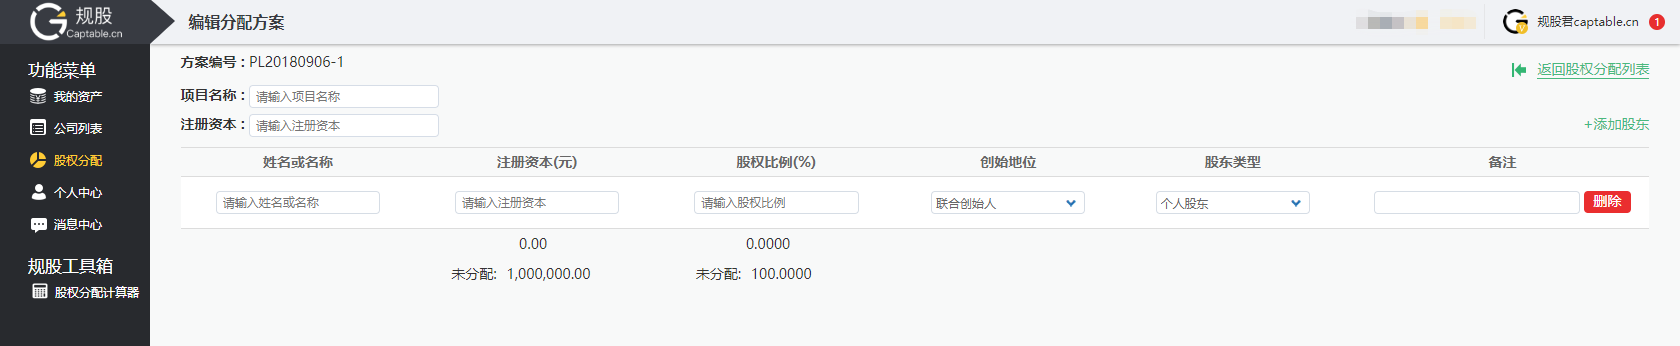 规股
Captable.cn
编辑分配方案
规股君captable.cn
1
功能菜单
我的资产
公司列表
股权分配
个人中心
消息中心
规股工具箱
股权分配计算器
方案编号：PL20180906-1
返回股权分配列表
项目名称：请输入项目名称
注册资本：请输入注册资本
+添加股东
姓名或名称 注册资本(元) 股权比例(%) 创始地位 股东类型 备注
请输入姓名或名称 请输入注册资本 请输入股权比例 联合创始人 个人股东 删除
0.00 0.0000
未分配: 1,000,000.00 未分配: 100.0000